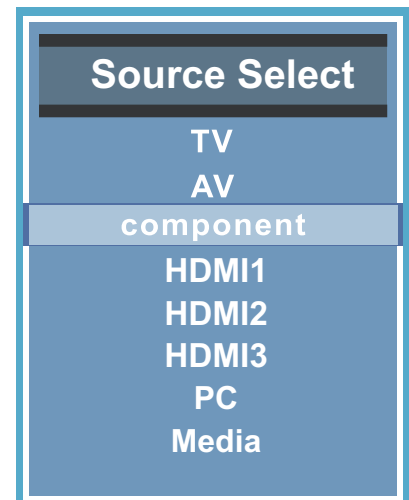 Source Select
TV
AV
component
HDMI1
HDMI2
HDMI3
PC
Media